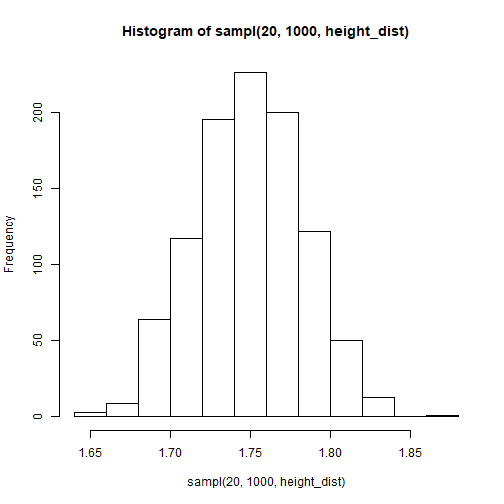 Histogram of sampl(20, 1000, height_dist)
Frequency
200
150
100
50
0
1.65 1.70 1.75 1.80 1.85
sampl(20, 1000, height_dist)